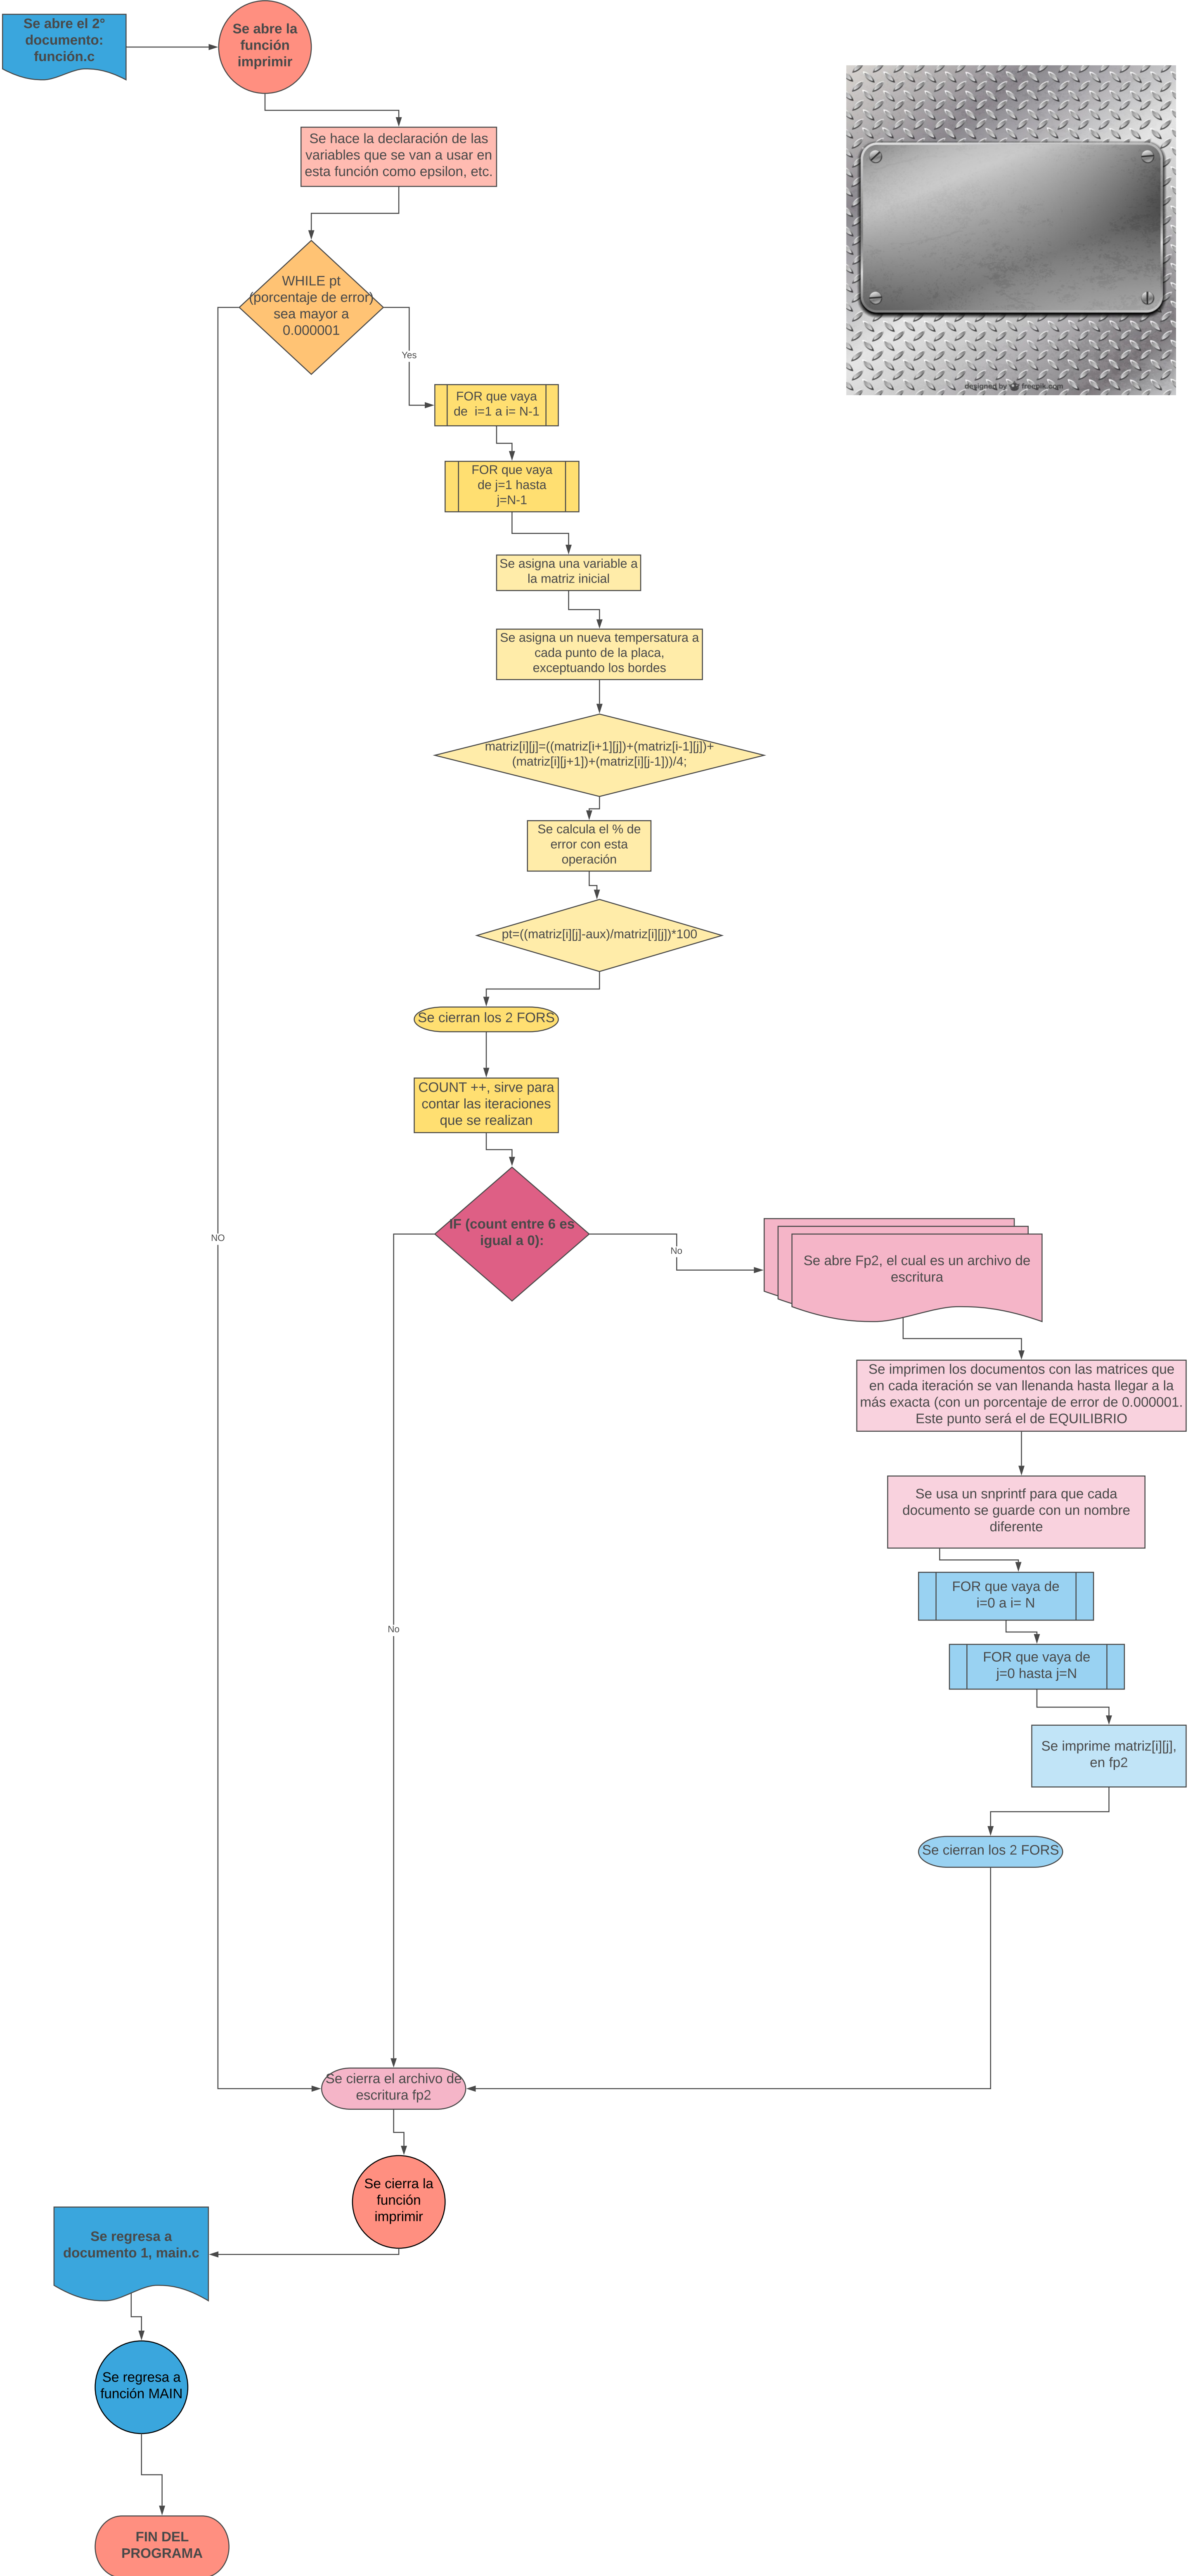 Se abre el 2°
documento:
función.c
Se abre la
función
imprimir
Se hace la declaración de las
variables que se van a usar en
esta función como epsilon, etc.
WHILE pt
(porcentaje de error)
sea mayor a
0.000001
Yes
FOR que vaya
de i=1 a i= N-1
FOR que vaya
de j=1 hasta
j=N-1
Se asigna una variable a
la matriz inicial
Se asigna un nueva tempersatura a
cada punto de la placa,
exceptuando los bordes
matriz[i][j]=((matriz[i+1][j])+(matriz[i-1][j])+
(matriz[i][j+1])+(matriz[i][j-1]))/4;
Se calcula el % de
error con esta
operación
pt=((matriz[i][j]-aux)/matriz[i][j])*100
Se cierran los 2 FORS
COUNT ++, sirve para
contar las iteraciones
que se realizan
IF (count entre 6 es
igual a 0):
NO
No
Se abre Fp2, el cual es un archivo de
escritura
Se imprimen los documentos con las matrices que
en cada iteración se van llenanda hasta llegar a la
más exacta (con un porcentaje de error de 0.000001.
Este punto será el de EQUILIBRIO
Se usa un snprintf para que cada
documento se guarde con un nombre
diferente
FOR que vaya de
i=0 a i= N
No
FOR que vaya de
j=0 hasta j=N
Se imprime matriz[i][j],
en fp2
Se cierran los 2 FORS
Se cierra el archivo de
escritura fp2
Se cierra la
función
imprimir
Se regresa a
documento 1, main.c
Se regresa a
función MAIN
FIN DEL
PROGRAMA
designed by freepik.com